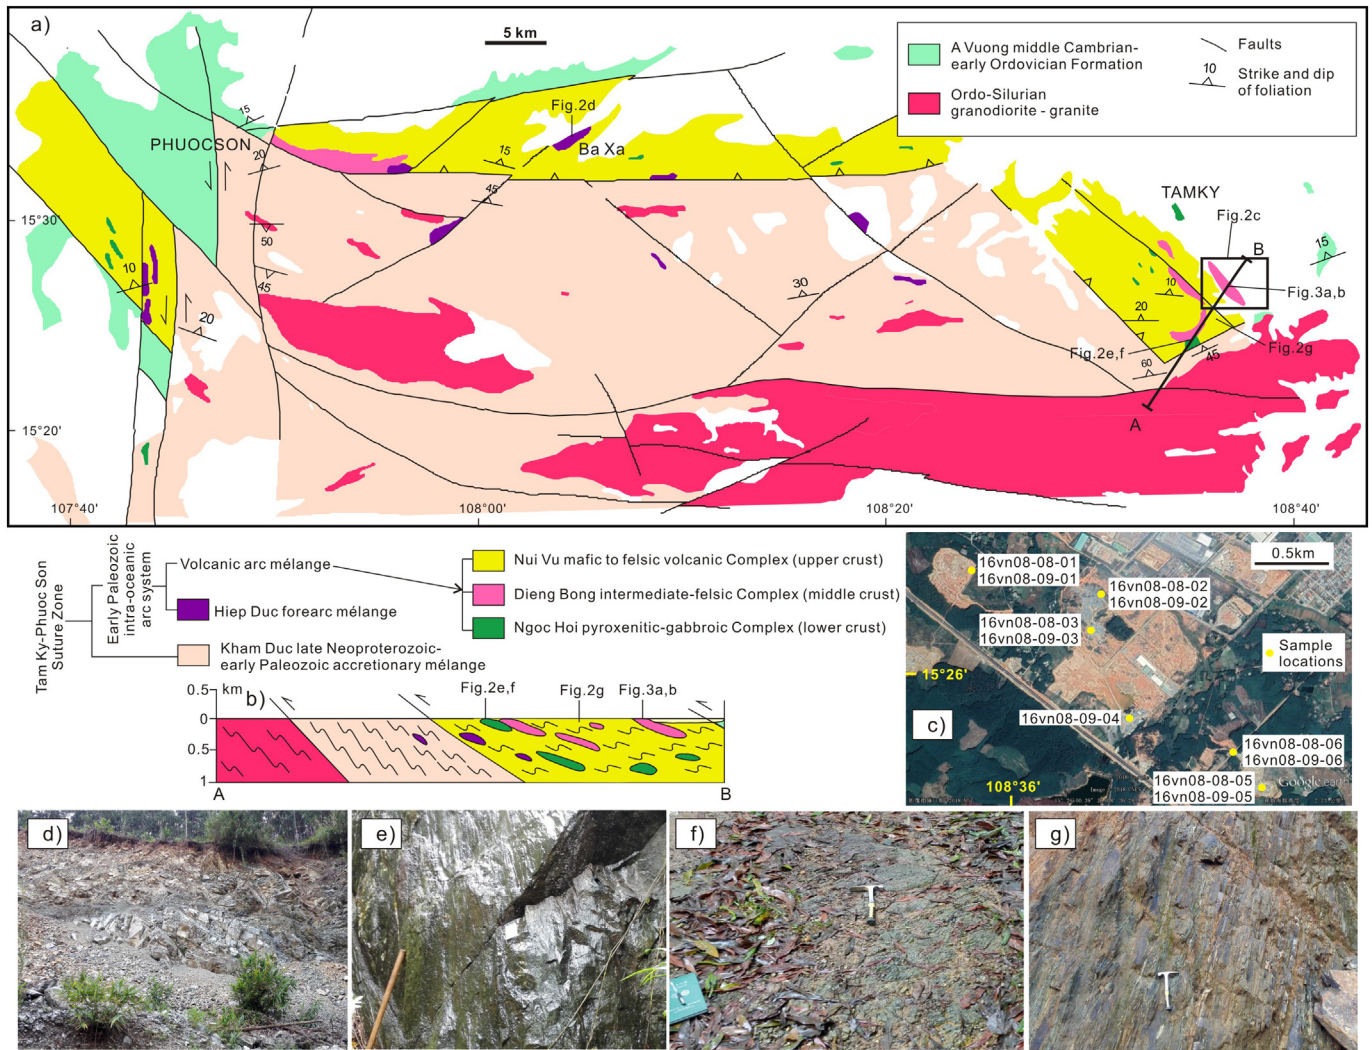 a)
5 km
A Vuong middle Cambrian-
early Ordovician Formation
Ordo-Silurian
granodiorite - granite
Faults
10
Strike and dip
of foliation
Fig.2d
15
PHUOCSON
20
15
Ba Xa
45
TAMKY
15°30'
50
Fig.2c
B
15
10
45
30
10
Fig.3a,b
20
20
Fig.2e,f
45
Fig.2g
60
A
15°20'
107°40'
108°00'
108°20'
108°40'
Tam Ky-Phuoc Son
Suture Zone
Early Paleozoic
intra-oceanic
arc system
Volcanic arc mélange
Hiep Duc forearc mélange
Kham Duc late Neoproterozoic-
early Paleozoic accretionary mélange
Nui Vu mafic to felsic volcanic Complex (upper crust)
Dieng Bong intermediate-felsic Complex (middle crust)
Ngoc Hoi pyroxenitic-gabbroic Complex (lower crust)
0.5
km
b)
Fig.2e,f
Fig.2g
Fig.3a,b
0
0.5
1
A
B
0.5km
16vn08-08-01
16vn08-09-01
16vn08-08-02
16vn08-09-02
16vn08-08-03
16vn08-09-03
Sample
locations
15°26'
c)
16vn08-09-04
16vn08-08-06
16vn08-09-06
108°36'
16vn08-08-05
16vn08-09-05
Google earth
d)
e)
f)
g)